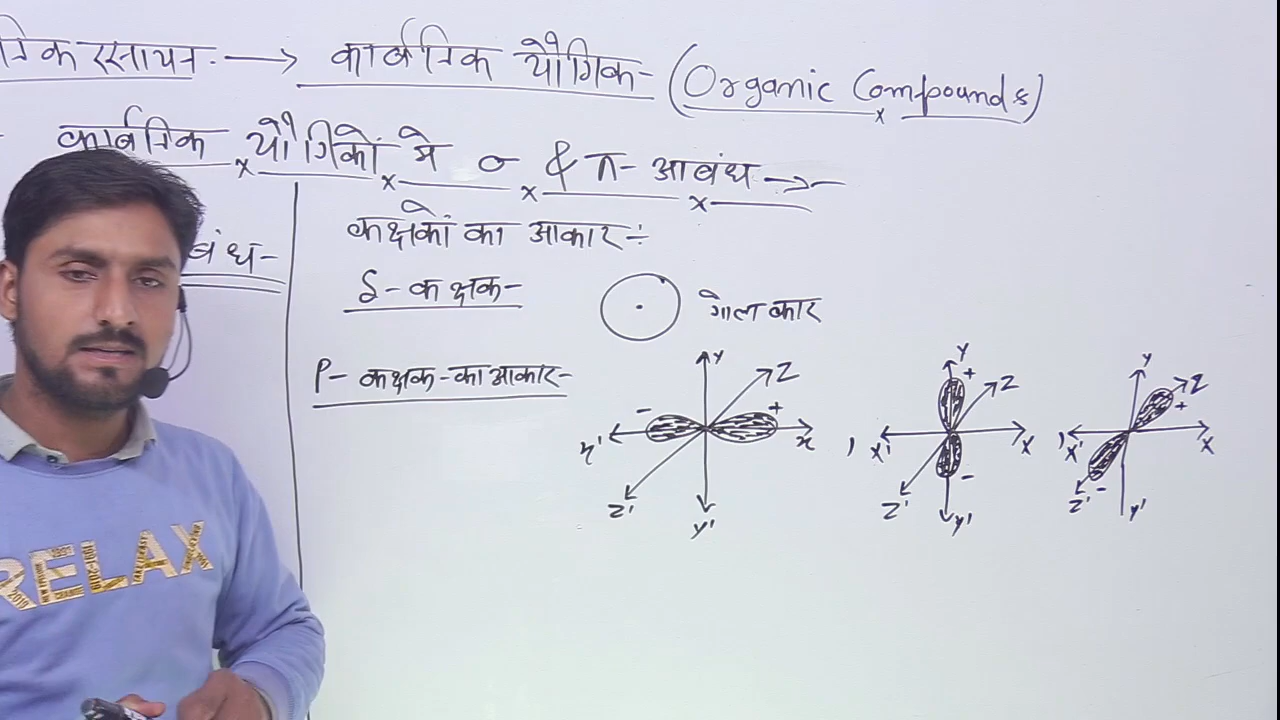 रसायन. → कार्बनिक यौगिक- (Organic Compounds)
कार्बनिक यौगिकों मे σ & π- आबंध →
बंध-
कक्षकों का आकार ÷
S- कक्षक-
गोलाकार
P- कक्षक-का आकार-
Y Z + - x x' Z' Y'
, Y + Z X X' - Z' Y'
, Y Z + X X' - Z' Y'
RELAX